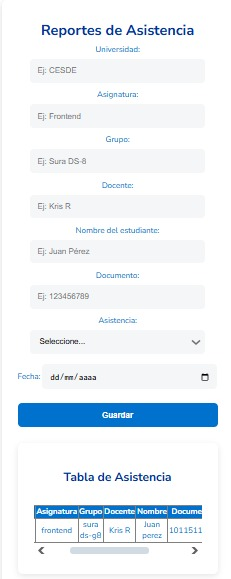 Reportes de Asistencia
Universidad:
Ej: CESDE
Asignatura:
Ej: Frontend
Grupo:
Ej: Sura DS-8
Docente:
Ej: Kris R
Nombre del estudiante:
Ej: Juan Pérez
Documento:
Ej: 123456789
Asistencia:
Seleccione...
Fecha: dd/mm/aaaa
Guardar
Tabla de Asistencia
Asignatura Grupo Docente Nombre Docume
frontend sura ds-g8 Kris R Juan perez 1011511